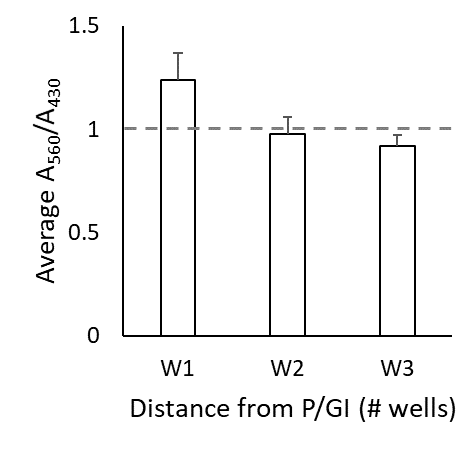 1.5
1
0.5
0
Average A560/A430
W1 W2 W3
Distance from P/GI (# wells)